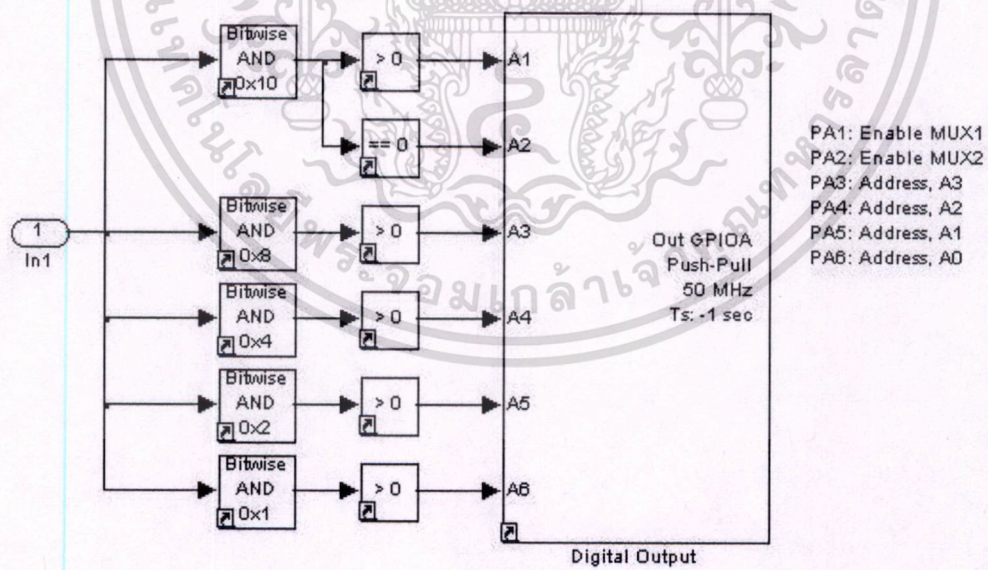 Bitwise
AND
0x10
> 0
A1
== 0
A2
PA1: Enable MUX1
PA2: Enable MUX2
PA3: Address, A3
PA4: Address, A2
PA5: Address, A1
PA6: Address, A0
1
In1
Bitwise
AND
0x8
> 0
A3
Out GPIOA
Push-Pull
50 MHz
Ts: -1 sec
Bitwise
AND
0x4
> 0
A4
Bitwise
AND
0x2
> 0
A5
Bitwise
AND
0x1
> 0
A6
Digital Output